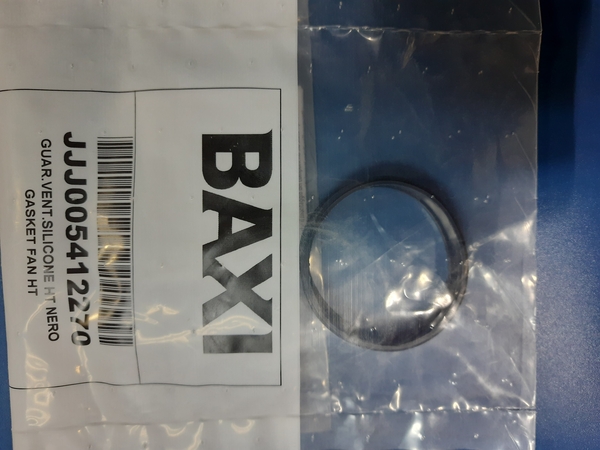 BAXI
JJJ005412270
GUAR.VENT.SILICONE HT NERO
GASKET FAN HT